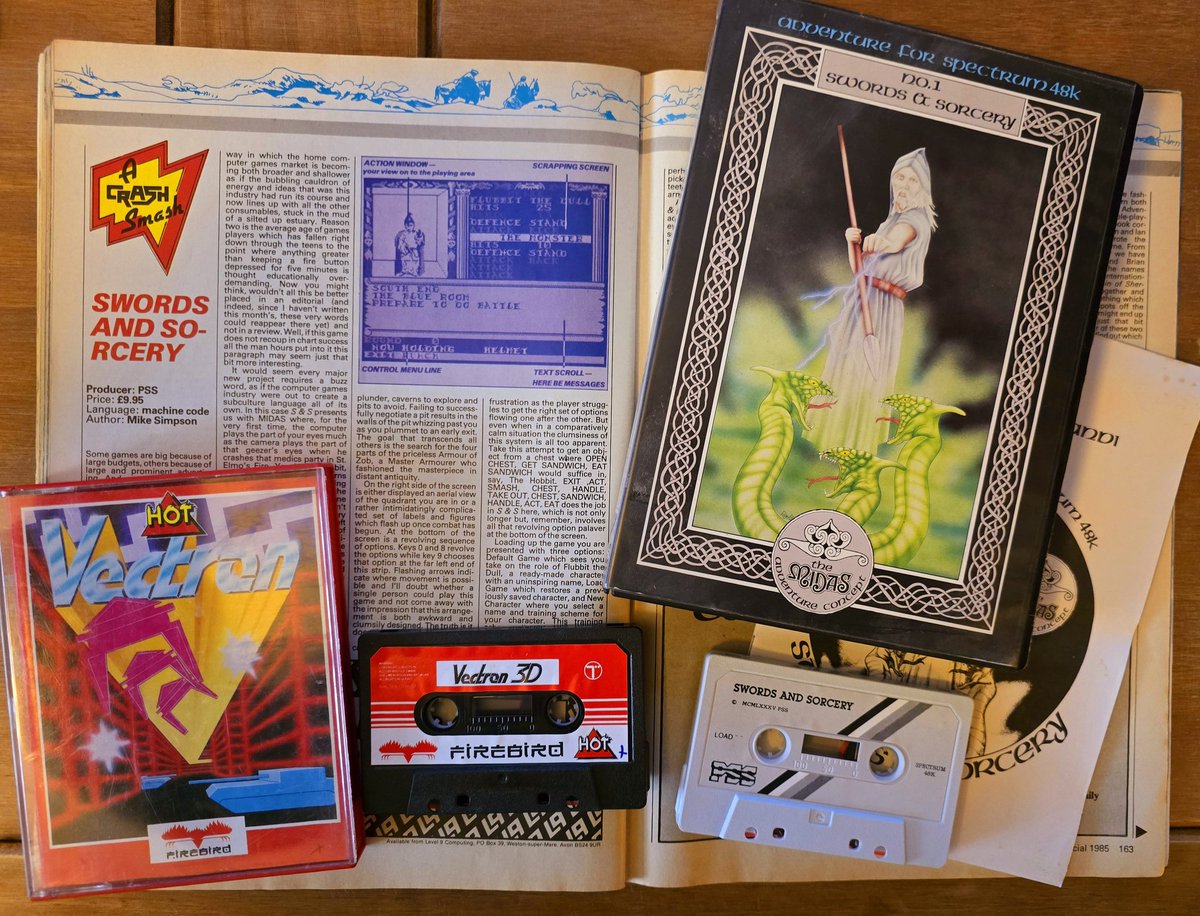 A
CRASH
Smash
SWORDS
AND SO-
RCERY
Producer: PSS
Price: £9.95
Language: machine code
Author: Mike Simpson
Some games are big because of
large budgets, others because of
way in which the home com-
puter games market is becom-
ing both broader and shallower
as if the bubbling cauldron of
energy and ideas that was this
industry had run its course and
now lines up with all the other
consumables, stuck in the mud
of a silted up estuary. Reason
two is the average age of games
players which has fallen right
down through the teens to the
point where anything greater
than keeping a fire button
depressed for five minutes is
thought educationally over-
demanding. Now you might
think, wouldn't all this be better
placed in an editorial (and
indeed, since I haven't written
this month's, these very words
could reappear there yet) and
not in a review. Well, if this game
does not recoup in chart success
all the man hours put into it this
paragraph may seem just that
bit more interesting.
It would seem every major
new project requires a buzz
word, as if the computer games
industry were out to create a
subculture language all of its
own. In this case S & S presents
us with MIDAS where, for the
very first time, the computer
plays the part of your eyes much
as the camera plays the part of
that geezer's eyes when he
crashes that medics party in St.
ACTION WINDOW —
your view on to the playing area
SCRAPPING SCREEN
FLUBBIT THE DULL
HITS 25
DEFENCE STAND
THE MONSTER
HITS 10
DEFENCE STAND
SOUTH END
THE BLUE ROOM
PREPARE TO DO BATTLE
ROUND 0
NOW HOLDING HELMET
CONTROL MENU LINE
TEXT SCROLL —
HERE BE MESSAGES
plunder, caverns to explore and
pits to avoid. Failing to success-
fully negotiate a pit results in the
walls of the pit whizzing past you
as you plummet to an early exit.
The goal that transcends all
others is the search for the four
parts of the priceless Armour of
Zob, a Master Armourer who
fashioned the masterpiece in
distant antiquity.
On the right side of the screen
is either displayed an aerial view
of the quadrant you are in or a
rather intimidatingly complica-
ted set of labels and figures
which flash up once combat has
begun. At the bottom of the
screen is a revolving sequence
of options. Keys 0 and 8 revolve
the options while key 9 chooses
that option at the far left end of
this strip. Flashing arrows indi-
cate where movement is possi-
ble and I'll doubt whether a
single person could play this
game and not come away with
the impression that this arrange-
ment is both awkward and
clumsily designed. The truth is it
frustration as the player strugg-
les to get the right set of options
flowing one after the other. But
even when in a comparatively
calm situation the clumsiness of
this system is all too apparent.
Take this attempt to get an obj-
ect from a chest where OPEN
CHEST, GET SANDWICH, EAT
SANDWICH would suffice in,
say, The Hobbit. EXIT ,ACT,
SMASH, CHEST, HANDLE,
TAKE OUT, CHEST, SANDWICH,
HANDLE, ACT, EAT does the job
in S & S here, which is not only
longer but, remember, involves
all that revolving option palaver
at the bottom of the screen.
Loading up the game you are
presented with three options:
Default Game which sees you
take on the role of Flubbit the
Dull, a ready-made character
with an uninspiring name, Load
Game which restores a prev-
iously saved character, and New
Character where you select a
name and training scheme for
your character. This training
Available from Level 9 Computing, PO Box 39, Weston-super-Mare, Avon BS24 9UR
ADVENTURE FOR SPECTRUM 48K
NO.1
SWORDS & SORCERY
the
MIDAS
ADVENTURE CONCEPT
HOT
Vectron
FIREBIRD
Vectron 3D
T
FIREBIRD
HOT
SWORDS AND SORCERY
© MCMLXXXV PSS
LOAD
PSS
SPECTRUM
48K
MIDAS
1985 163